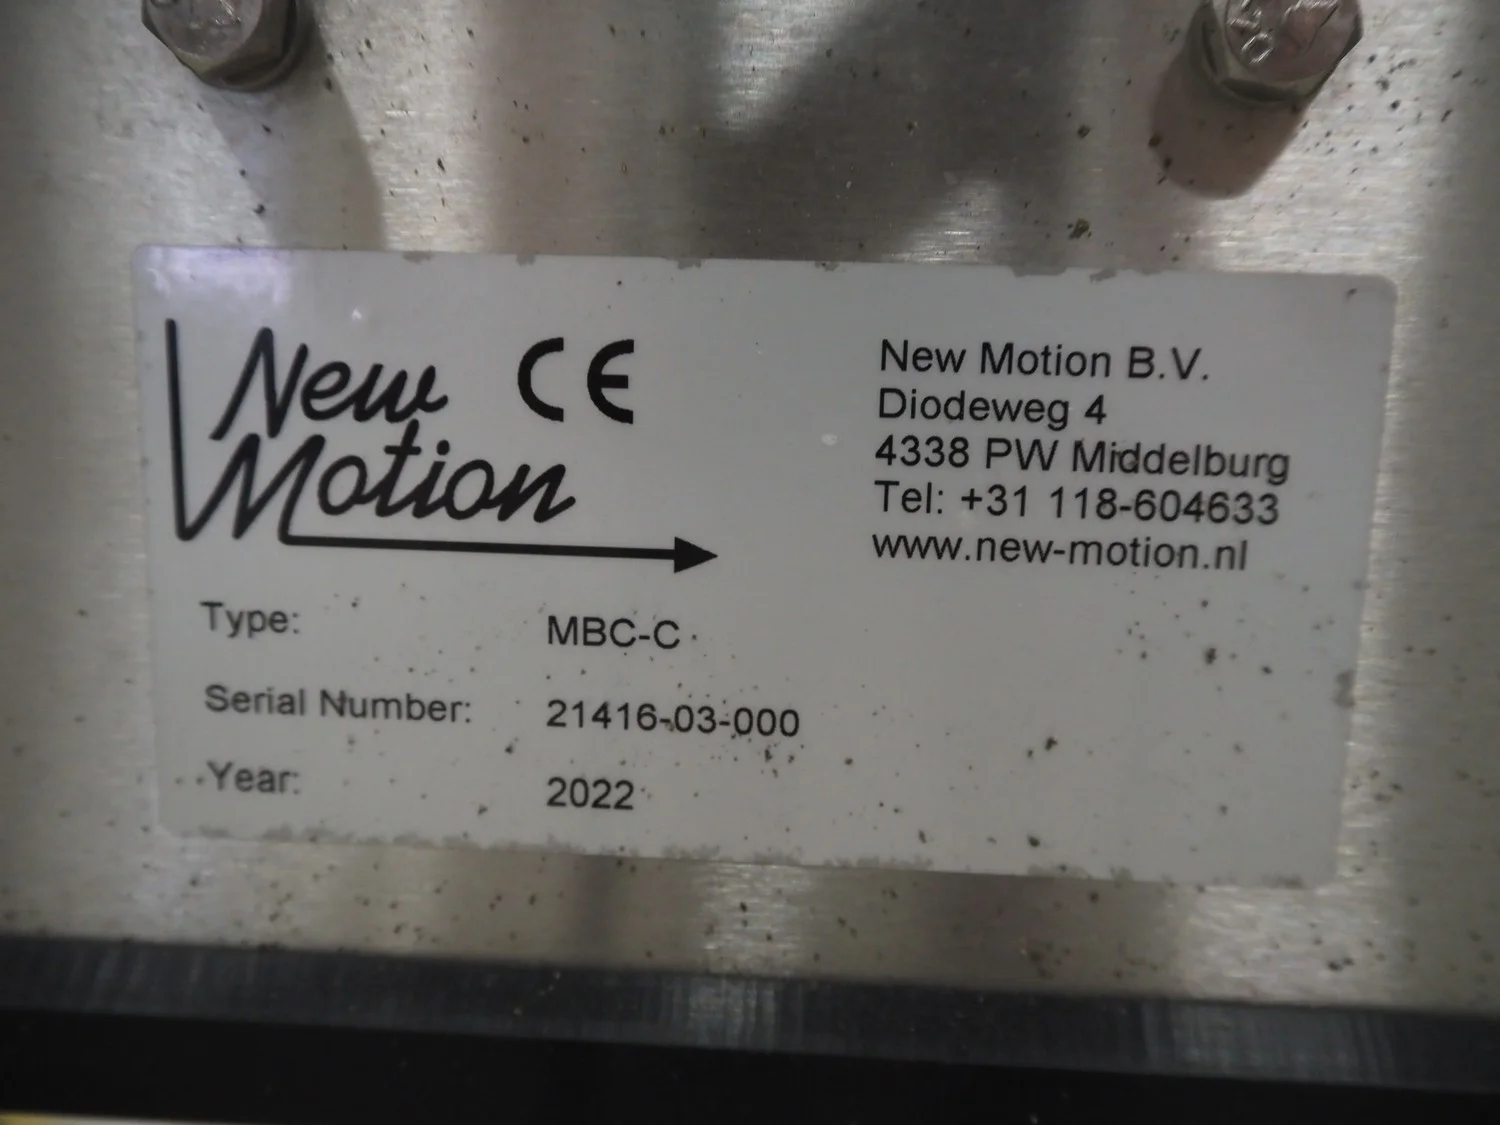 New
Motion
CE
New Motion B.V.
Diodeweg 4
4338 PW Middelburg
Tel: +31 118-604633
www.new-motion.nl
Type: MBC-C
Serial Number: 21416-03-000
Year: 2022